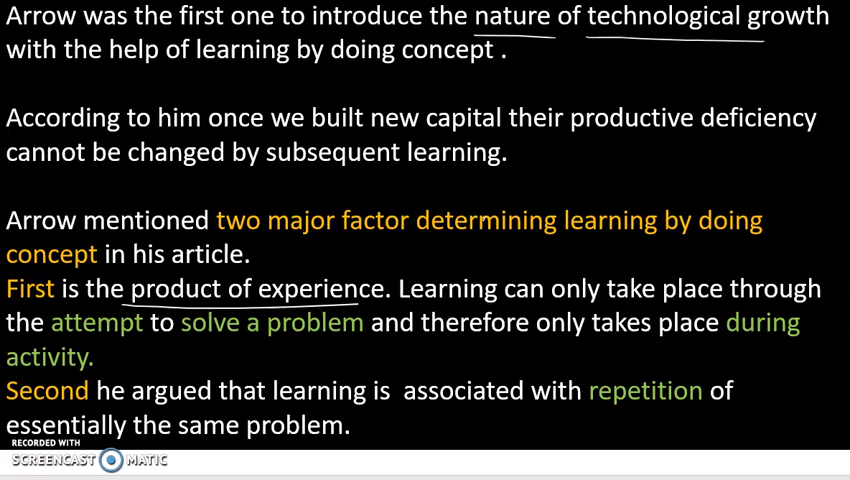 Arrow was the first one to introduce the nature of technological growth
with the help of learning by doing concept .
According to him once we built new capital their productive deficiency
cannot be changed by subsequent learning.
Arrow mentioned two major factor determining learning by doing
concept in his article.
First is the product of experience. Learning can only take place through
the attempt to solve a problem and therefore only takes place during
activity.
Second he argued that learning is  associated with repetition of
essentially the same problem.
RECORDED WITH
SCREENCAST MATIC